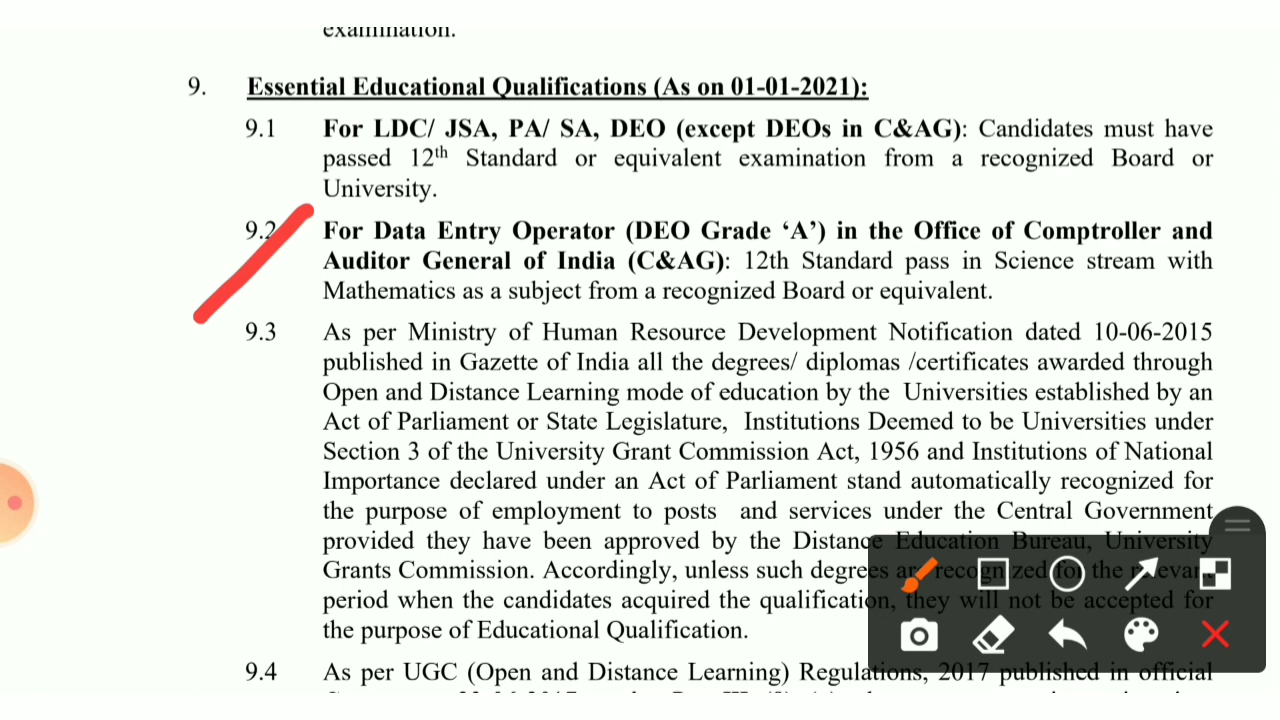 examination.
9. Essential Educational Qualifications (As on 01-01-2021):
9.1 For LDC/ JSA, PA/ SA, DEO (except DEOs in C&AG): Candidates must have
passed 12th Standard or equivalent examination from a recognized Board or
University.
9.2 For Data Entry Operator (DEO Grade ‘A’) in the Office of Comptroller and
Auditor General of India (C&AG): 12th Standard pass in Science stream with
Mathematics as a subject from a recognized Board or equivalent.
9.3 As per Ministry of Human Resource Development Notification dated 10-06-2015
published in Gazette of India all the degrees/ diplomas /certificates awarded through
Open and Distance Learning mode of education by the Universities established by an
Act of Parliament or State Legislature, Institutions Deemed to be Universities under
Section 3 of the University Grant Commission Act, 1956 and Institutions of National
Importance declared under an Act of Parliament stand automatically recognized for
the purpose of employment to posts and services under the Central Government
provided they have been approved by the Distance Education Bureau, University
Grants Commission. Accordingly, unless such degrees are recognized for the relevant
period when the candidates acquired the qualification, they will not be accepted for
the purpose of Educational Qualification.
9.4 As per UGC (Open and Distance Learning) Regulations, 2017 published in official